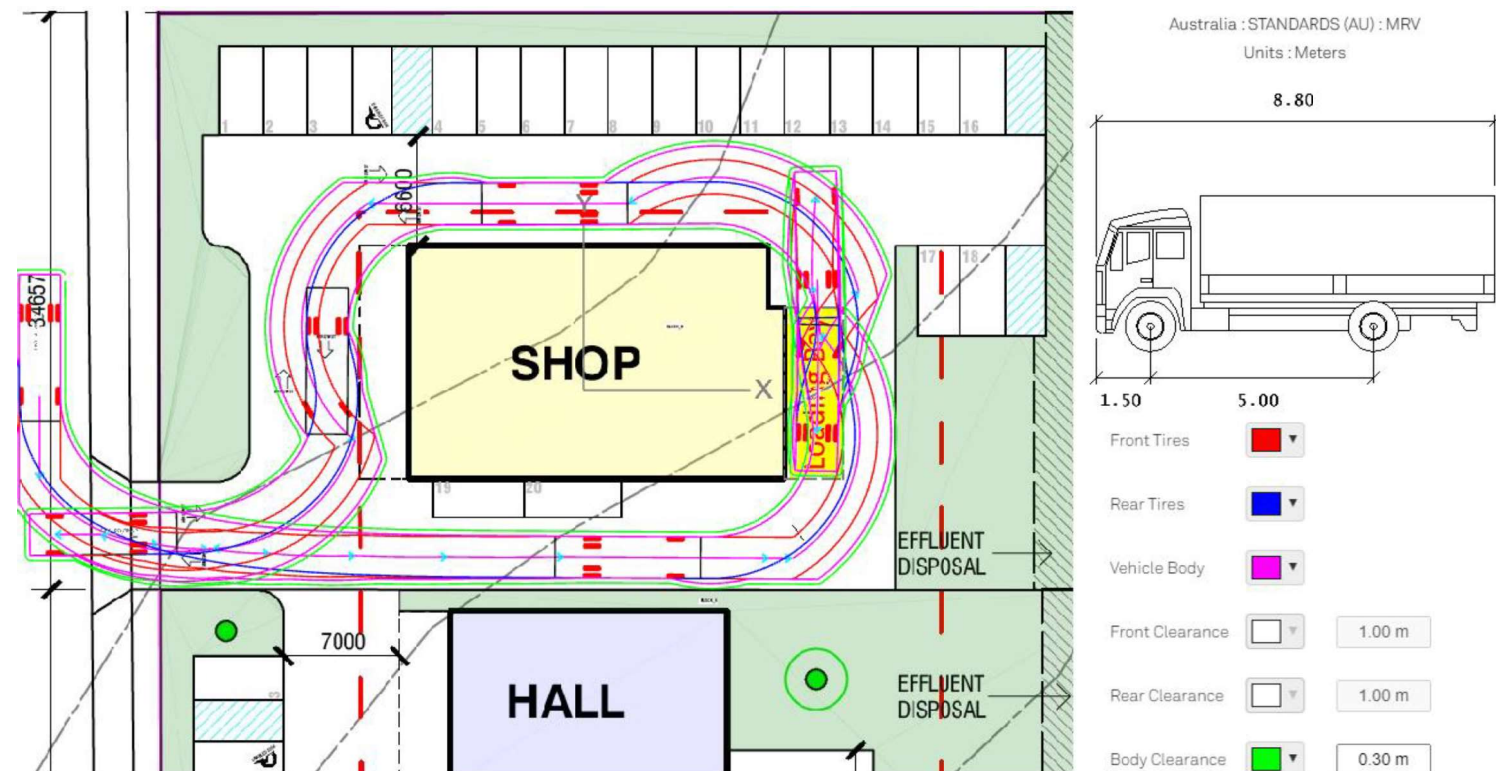 Australia : STANDARDS (AU) : MRV
Units : Meters
8.80
1.50
5.00
Front Tires
Rear Tires
Vehicle Body
Front Clearance
1.00 m
Rear Clearance
1.00 m
Body Clearance
0.30 m
1
2
3
4
5
6
7
8
9
10
11
12
13
14
15
16
6600
34657
Y
17
18
SHOP
X
Loading Bay
19
20
EFFLUENT
DISPOSAL
7000
HALL
EFFLUENT
DISPOSAL